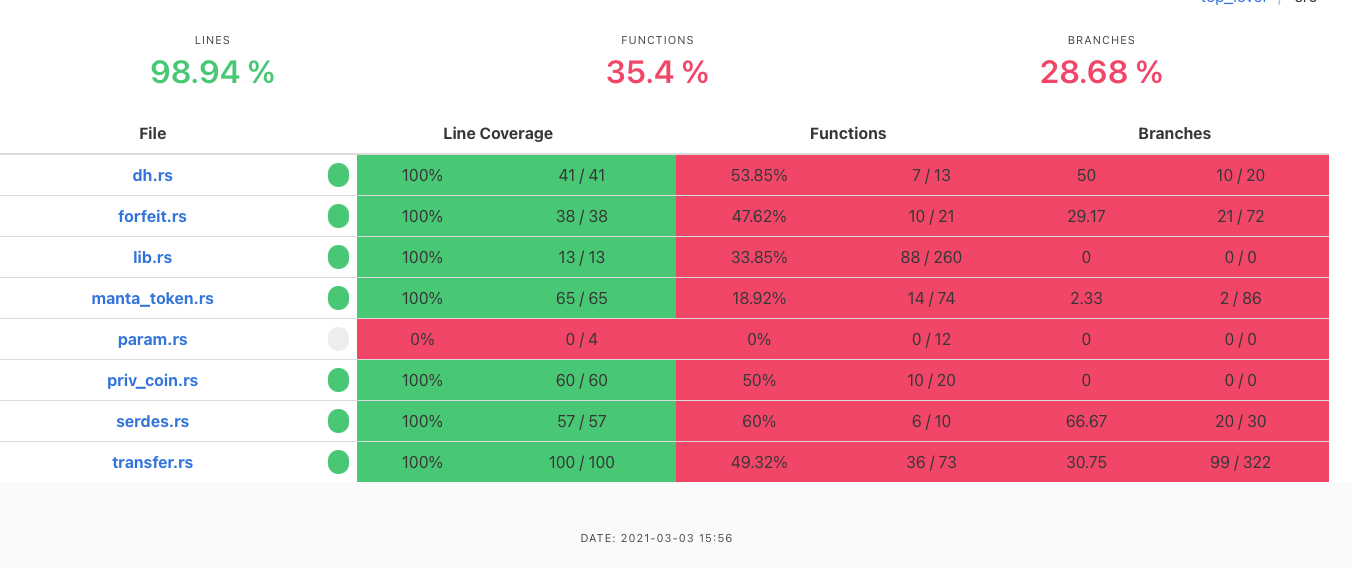 top_level / src
LINES FUNCTIONS BRANCHES
98.94 % 35.4 % 28.68 %
File Line Coverage Functions Branches
dh.rs 100% 41 / 41 53.85% 7 / 13 50 10 / 20
forfeit.rs 100% 38 / 38 47.62% 10 / 21 29.17 21 / 72
lib.rs 100% 13 / 13 33.85% 88 / 260 0 0 / 0
manta_token.rs 100% 65 / 65 18.92% 14 / 74 2.33 2 / 86
param.rs 0% 0 / 4 0% 0 / 12 0 0 / 0
priv_coin.rs 100% 60 / 60 50% 10 / 20 0 0 / 0
serdes.rs 100% 57 / 57 60% 6 / 10 66.67 20 / 30
transfer.rs 100% 100 / 100 49.32% 36 / 73 30.75 99 / 322
DATE: 2021-03-03 15:56